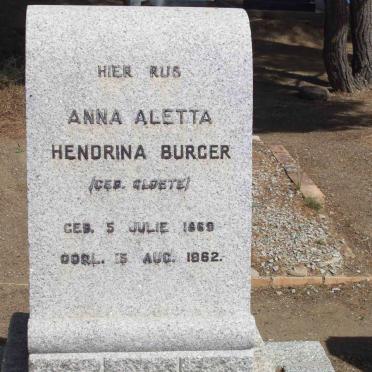 HIER RUS
ANNA ALETTA
HENDRINA BURGER
(GEB. CLOETE)
GEB. 5 JULIE 1869
OORL. 15 AUG. 1962.